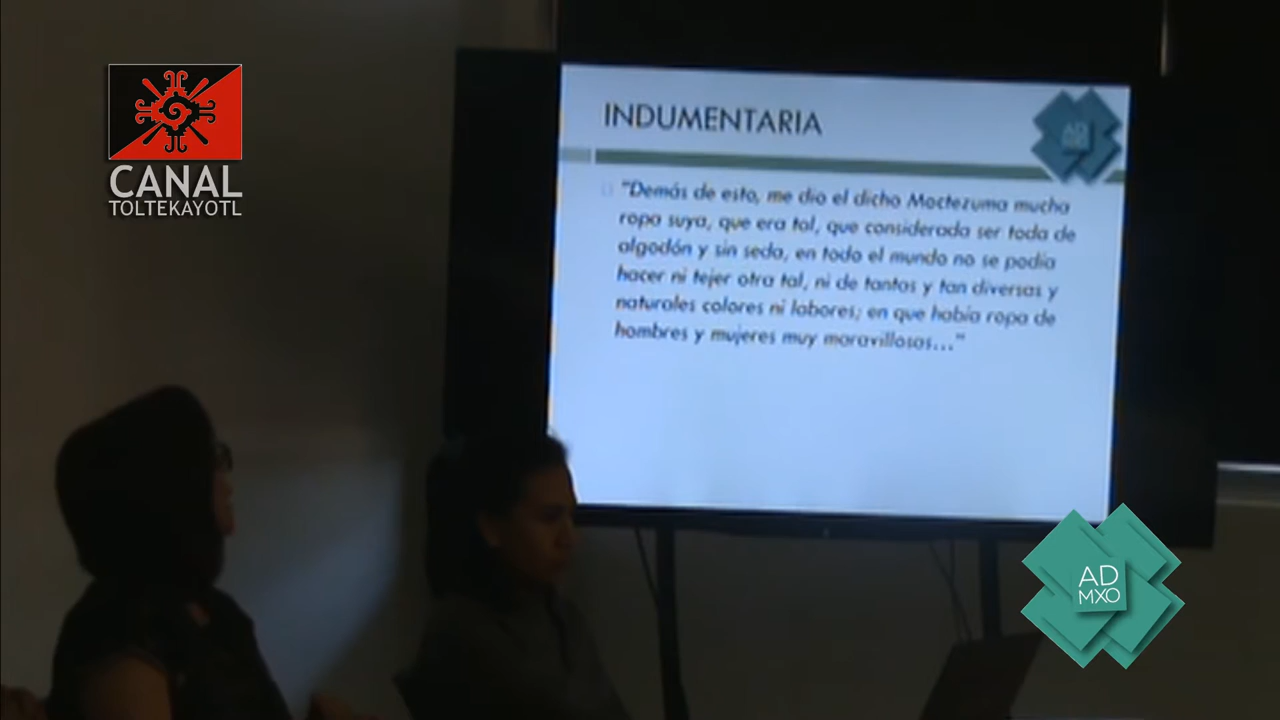 CANAL
TOLTEKAYOTL
INDUMENTARIA
AD
"Demás de esto, me dio el dicho Moctezuma mucha
ropa suya, que era tal, que considerada ser toda de
algodón y sin seda, en todo el mundo no se podía
hacer ni tejer otra tal, ni de tantos y tan diversas y
naturales colores ni labores; en que había ropa de
hombres y mujeres muy maravillosos..."
AD
MXO